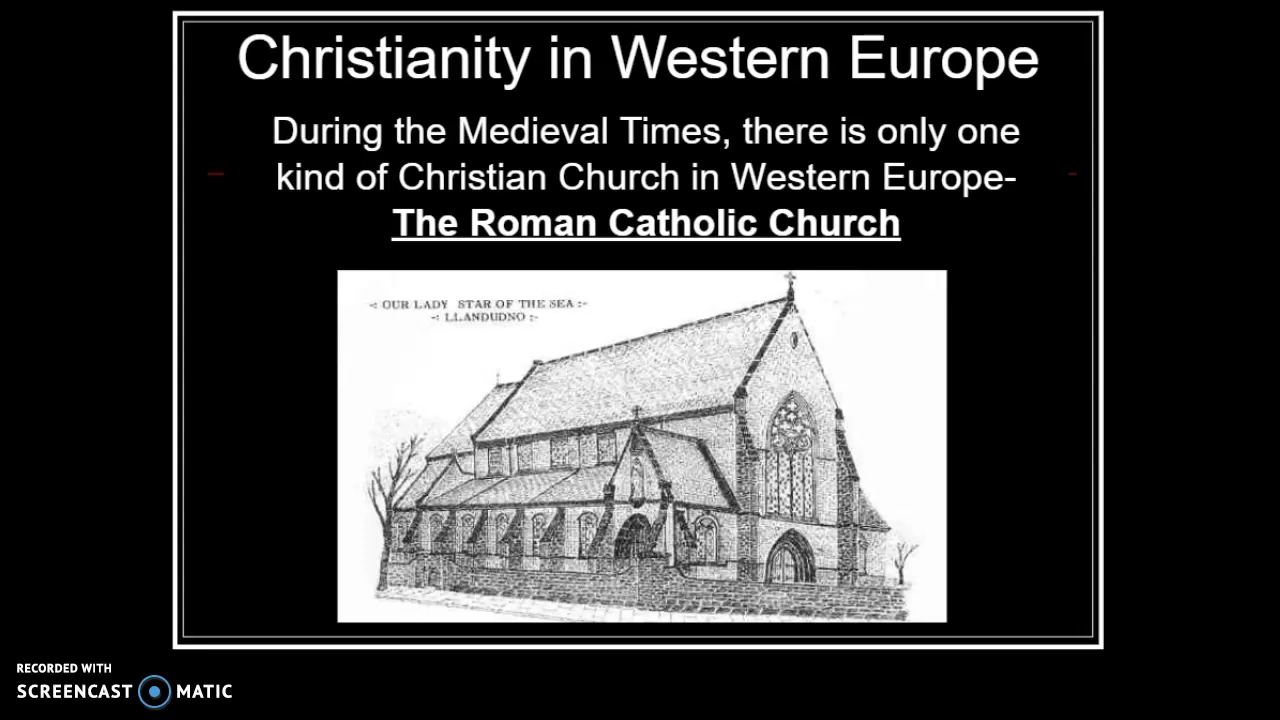 Christianity in Western Europe
During the Medieval Times, there is only one
kind of Christian Church in Western Europe-
The Roman Catholic Church
-: OUR LADY STAR OF THE SEA :-
-: LLANDUDNO :-
RECORDED WITH
SCREENCAST MATIC